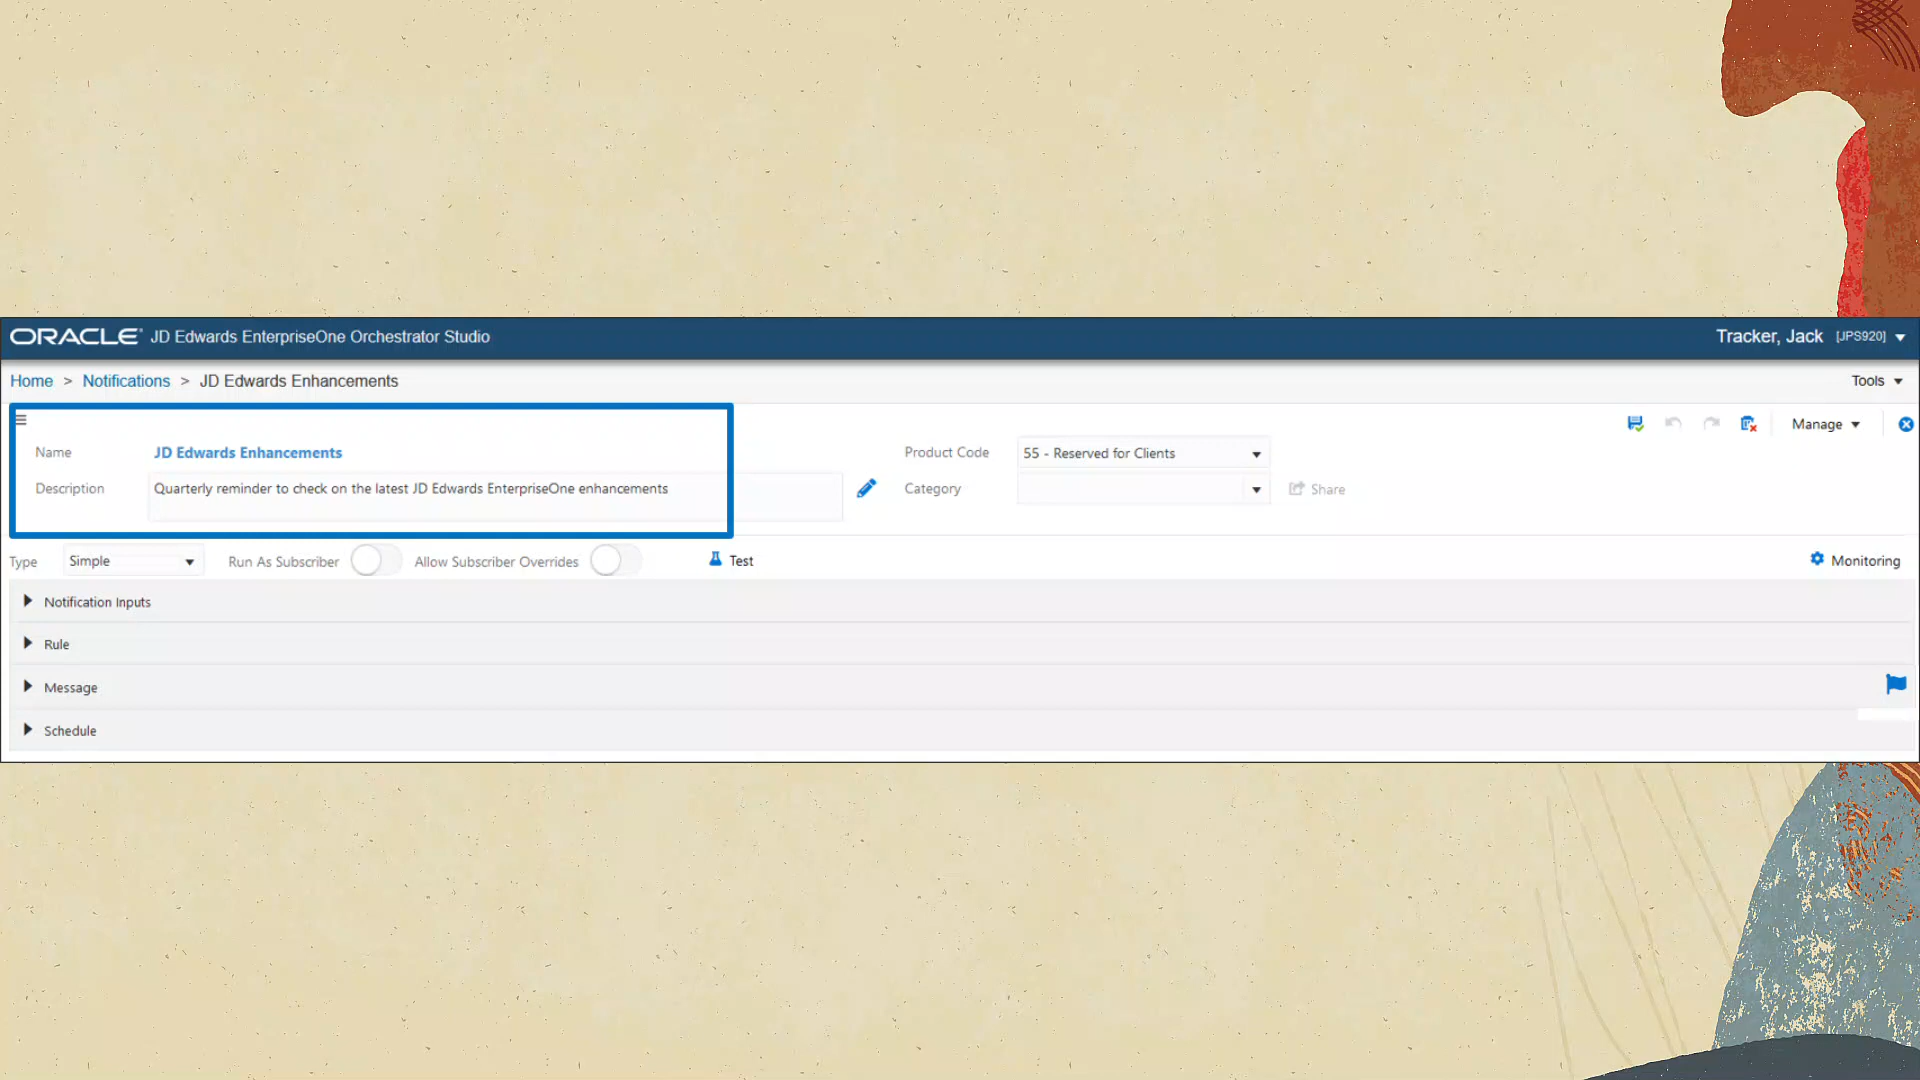 ORACLE JD Edwards EnterpriseOne Orchestrator Studio
Tracker, Jack [JPS920]
Home > Notifications > JD Edwards Enhancements
Tools
Manage
Name JD Edwards Enhancements
Product Code 55 - Reserved for Clients
Description Quarterly reminder to check on the latest JD Edwards EnterpriseOne enhancements
Category Share
Type Simple Run As Subscriber Allow Subscriber Overrides Test Monitoring
Notification Inputs
Rule
Message
Schedule